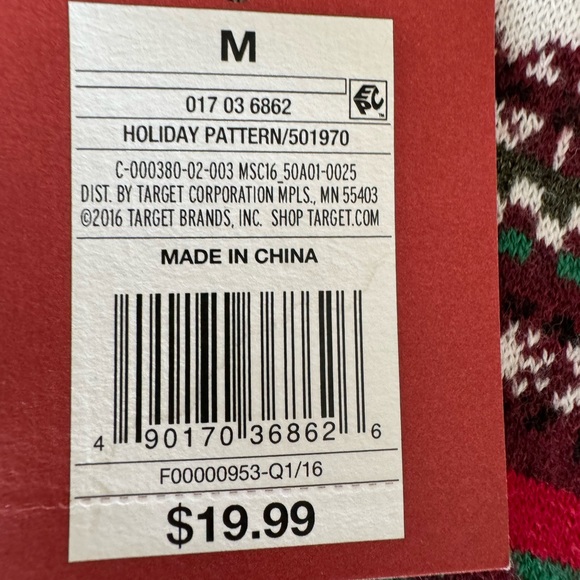 M
EPC™
017 03 6862
HOLIDAY PATTERN/501970
C-000380-02-003 MSC16_50A01-0025
DIST. BY TARGET CORPORATION MPLS., MN 55403
©2016 TARGET BRANDS, INC. SHOP TARGET.COM
MADE IN CHINA
4 90170 36862 6
F00000953-Q1/16
$19.99